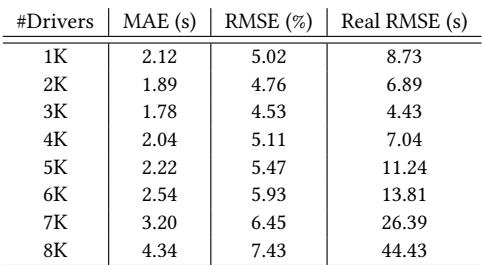 #Drivers MAE (s) RMSE (%) Real RMSE (s)
1K 2.12 5.02 8.73
2K 1.89 4.76 6.89
3K 1.78 4.53 4.43
4K 2.04 5.11 7.04
5K 2.22 5.47 11.24
6K 2.54 5.93 13.81
7K 3.20 6.45 26.39
8K 4.34 7.43 44.43